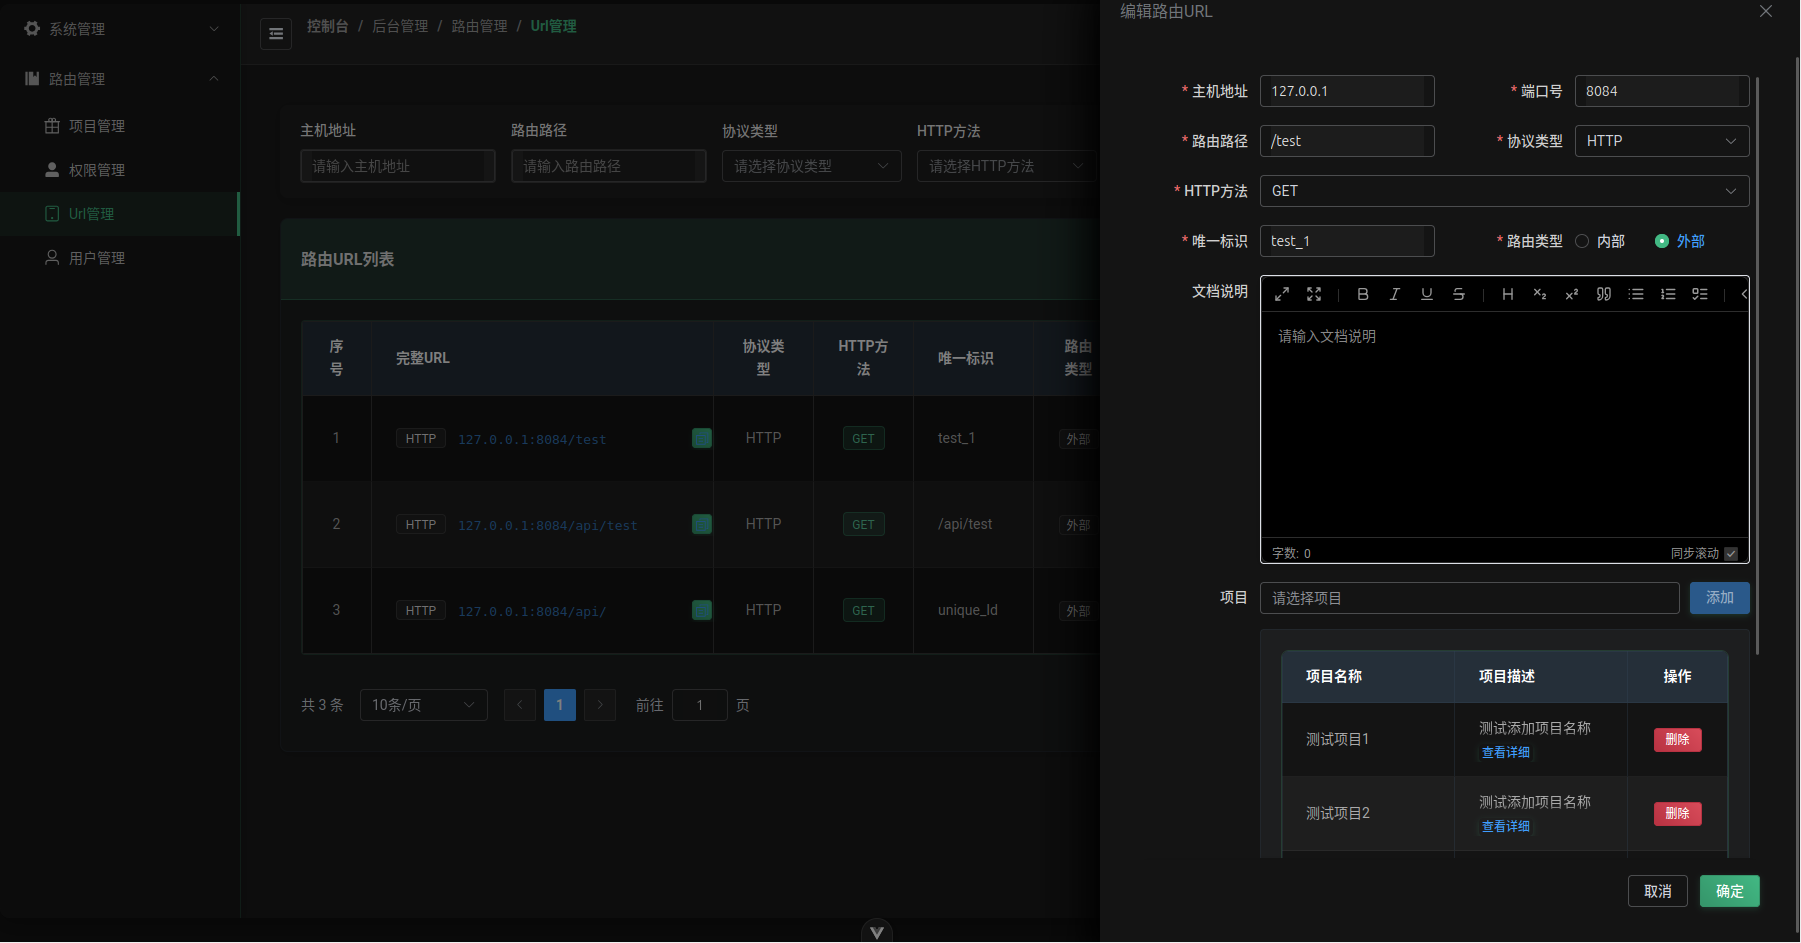 系统管理
路由管理
项目管理
权限管理
Url管理
用户管理
控制台 / 后台管理 / 路由管理 / Url管理
主机地址 路由路径 协议类型 HTTP方法
请输入主机地址 请输入路由路径 请选择协议类型 请选择HTTP方法
路由URL列表
序号 完整URL 协议类型 HTTP方法 唯一标识 路由类型
1 HTTP 127.0.0.1:8084/test HTTP GET test_1 外部
2 HTTP 127.0.0.1:8084/api/test HTTP GET /api/test 外部
3 HTTP 127.0.0.1:8084/api/ HTTP GET unique_Id 外部
共 3 条 10条/页 1 前往 1 页
编辑路由URL
* 主机地址 127.0.0.1 * 端口号 8084
* 路由路径 /test * 协议类型 HTTP
* HTTP方法 GET
* 唯一标识 test_1 * 路由类型 内部 外部
文档说明
请输入文档说明
字数: 0 同步滚动
项目 请选择项目 添加
项目名称 项目描述 操作
测试项目1 测试添加项目名称 删除
查看详细
测试项目2 测试添加项目名称 删除
查看详细
取消 确定